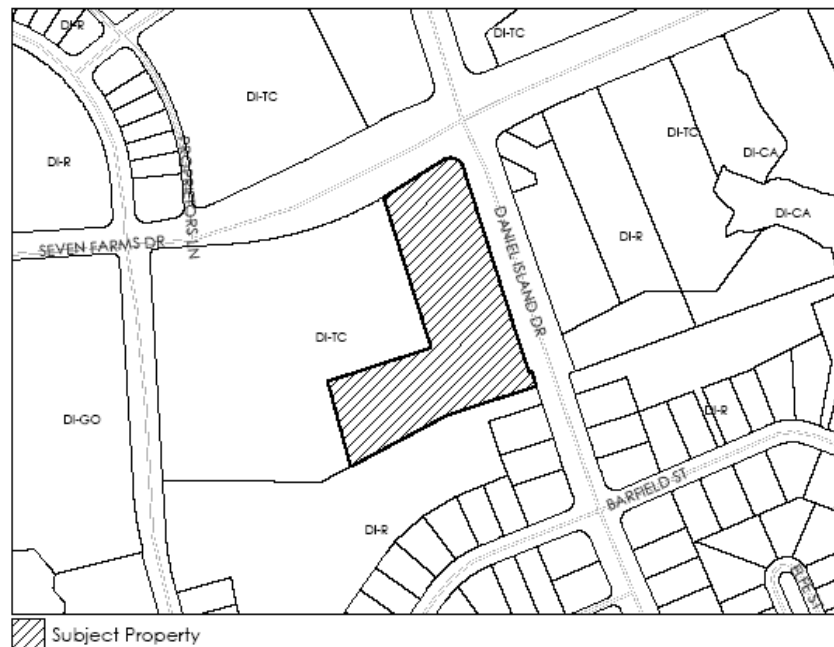 DI-R
DI-TC
DI-TC
DI-TC
DI-CA
DI-R
PROPRIETORS LN
DI-CA
SEVEN FARMS DR
DI-R
DANIEL ISLAND DR
DI-TC
DI-GO
DI-R
BARFIELD ST
DI-R
Subject Property